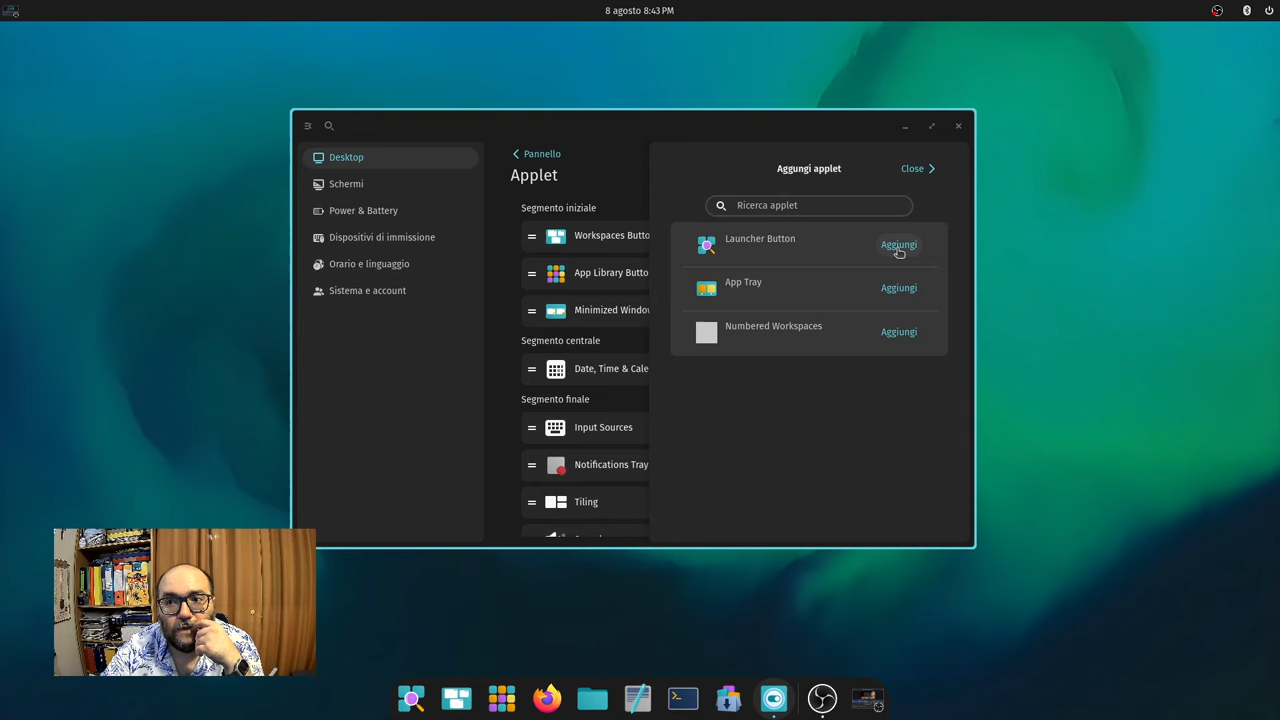 8 agosto 8:43 PM
Desktop
Schermi
Power & Battery
Dispositivi di immissione
Orario e linguaggio
Sistema e account
Pannello
Applet
Segmento iniziale
Workspaces Butto
App Library Butto
Minimized Windo
Segmento centrale
Date, Time & Cale
Segmento finale
Input Sources
Notifications Tray
Tiling
Aggungi applet
Close
Ricerca applet
Launcher Button
Aggiungi
App Tray
Aggiungi
Numbered Workspaces
Aggiungi